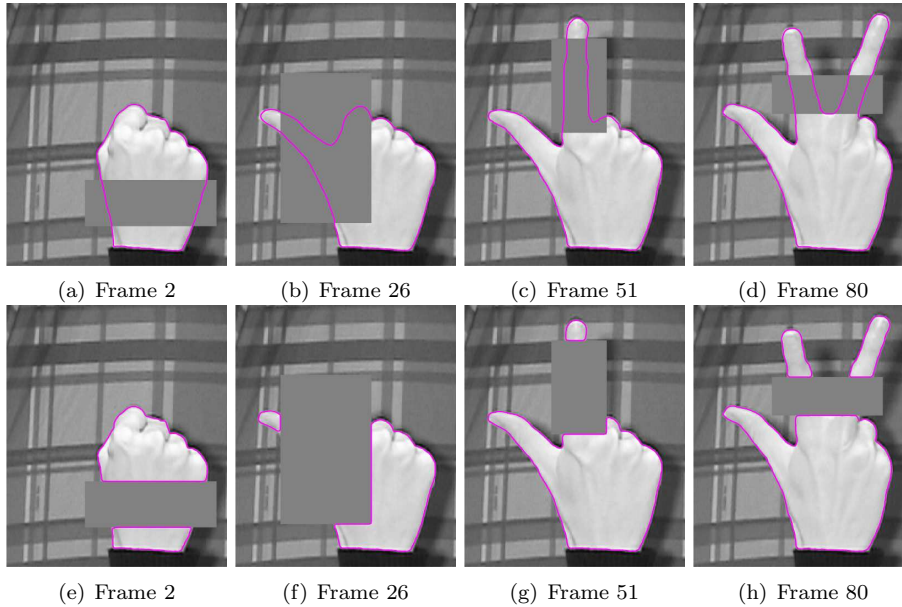 (a) Frame 2
(b) Frame 26
(c) Frame 51
(d) Frame 80
(e) Frame 2
(f) Frame 26
(g) Frame 51
(h) Frame 80